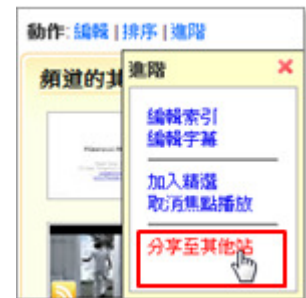 動作: 編輯 | 排序 | 進階
頻道的
進階
編輯索引
編輯字幕
加入精選
取消焦點播放
分享至其他站